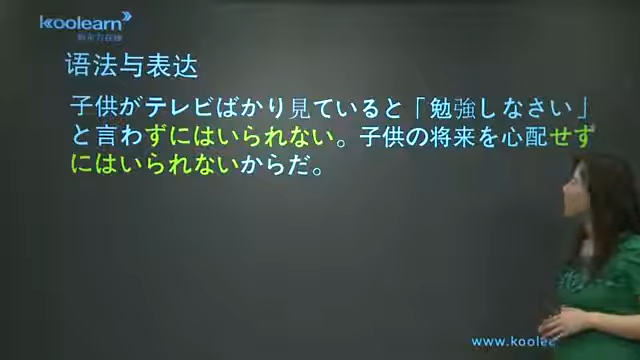 koolearn
新东方在线
语法与表达
子供がテレビばかり見ていると「勉強しなさい」
と言わずにはいられない。子供の将来を心配せず
にはいられないからだ。
www.koolea